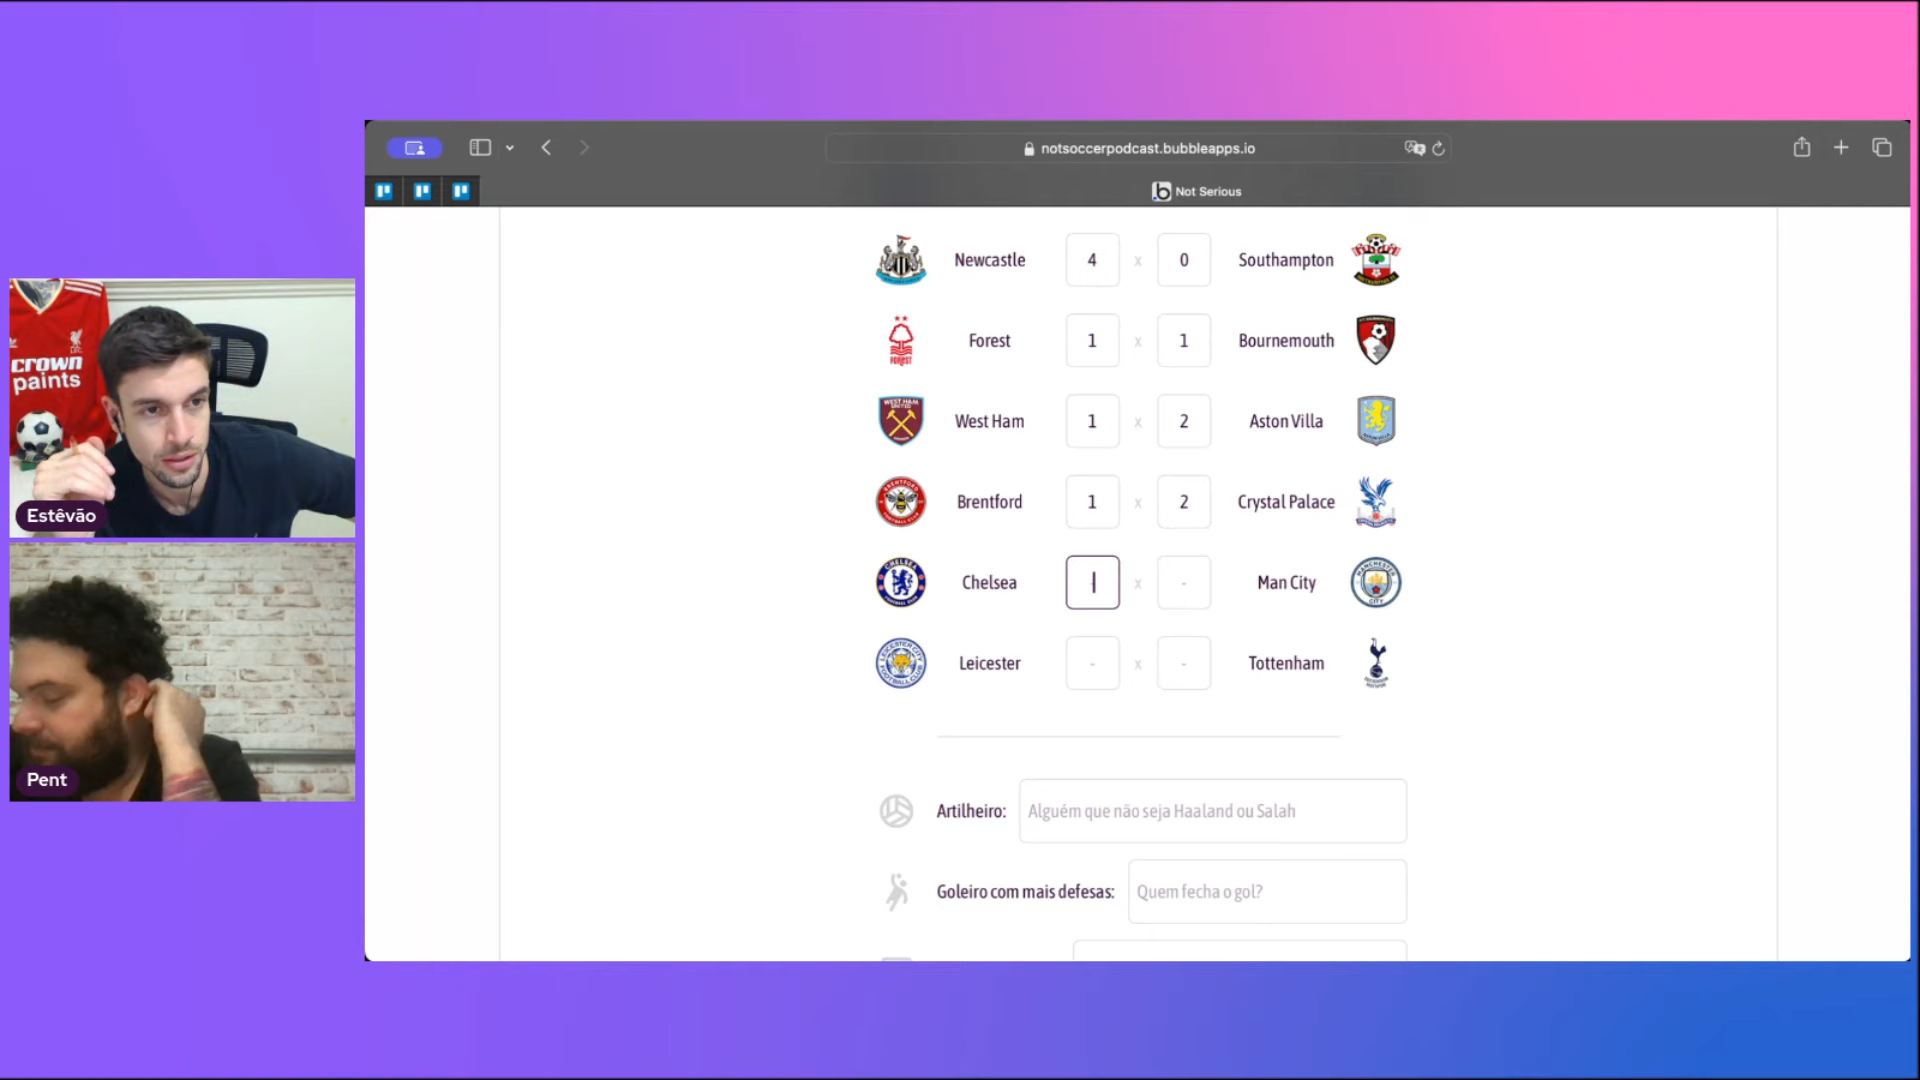 notsoccerpodcast.bubbleapps.io
Not Serious
Newcastle 4 x 0 Southampton
Forest 1 x 1 Bournemouth
West Ham 1 x 2 Aston Villa
Brentford 1 x 2 Crystal Palace
Chelsea x - Man City
Leicester - x - Tottenham
Artilheiro: Alguém que não seja Haaland ou Salah
Goleiro com mais defesas: Quem fecha o gol?
crown
paints
Estêvão
Pent